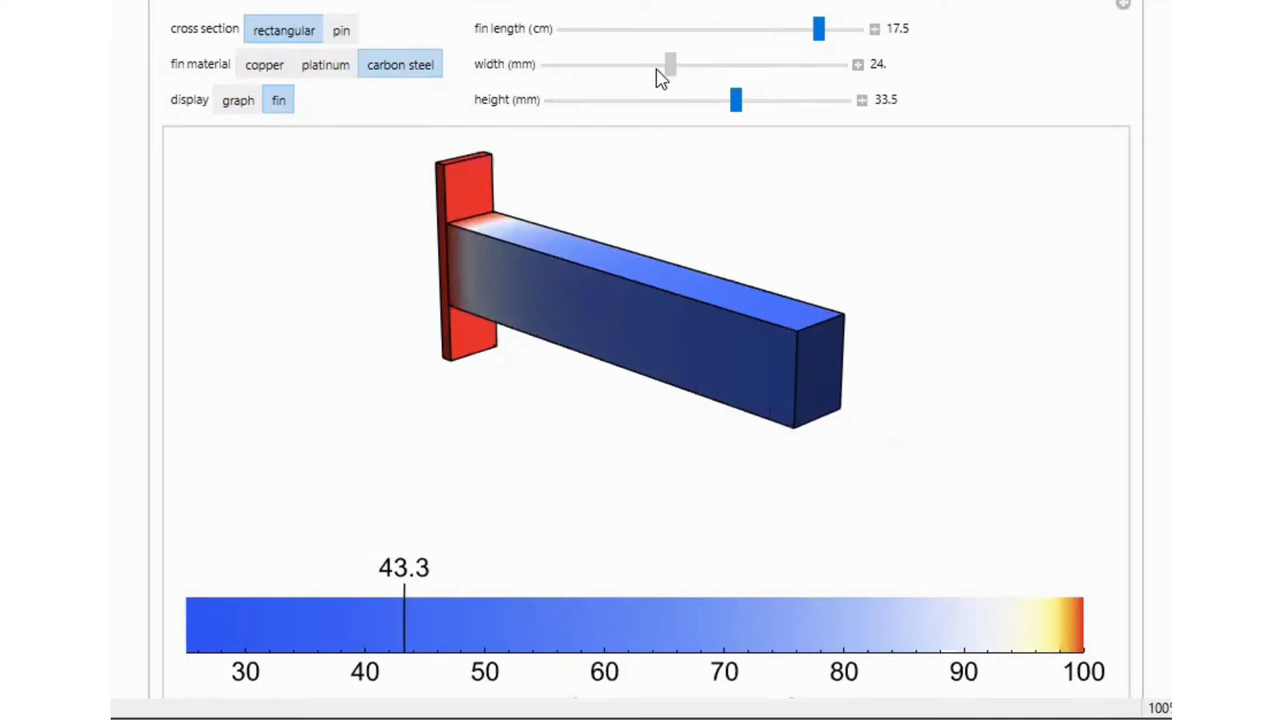 cross section rectangular pin fin length (cm) 17.5
fin material copper platinum carbon steel width (mm) 24.
display graph fin height (mm) 33.5
43.3
30 40 50 60 70 80 90 100
100%